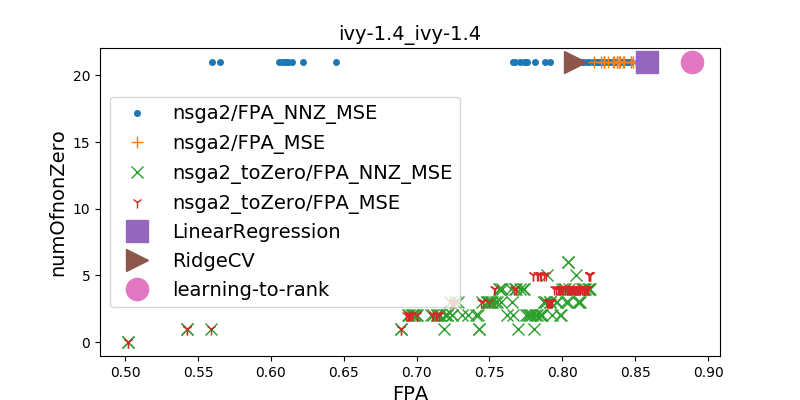 ivy-1.4_ivy-1.4
numOfnonZero
20
15
10
5
0
nsga2/FPA_NNZ_MSE
nsga2/FPA_MSE
nsga2_toZero/FPA_NNZ_MSE
nsga2_toZero/FPA_MSE
LinearRegression
RidgeCV
learning-to-rank
0.50 0.55 0.60 0.65 0.70 0.75 0.80 0.85 0.90
FPA